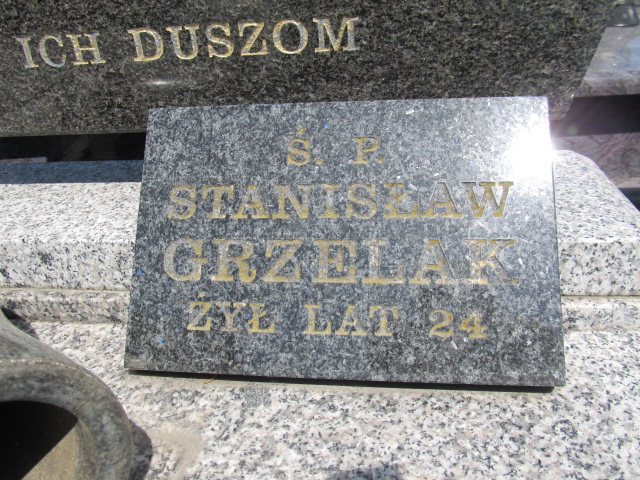 ICH DUSZOM
Ś. P.
STANISŁAW
GRZELAK
ŻYŁ LAT 24